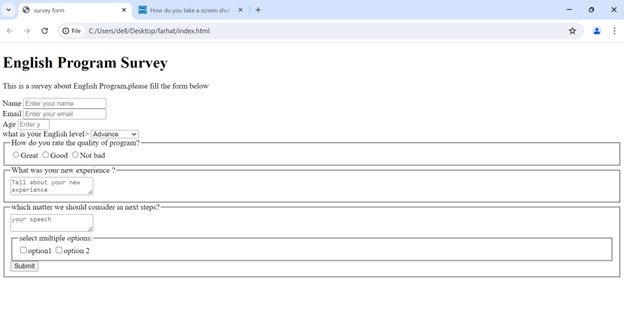 survey form
How do you take a screen shot
File C:/Users/dell/Desktop/farhat/index.html
English Program Survey
This is a survey about English Program,please fill the form below
Name Enter your name
Email Enter your email
Age Enter y
what is your English level> Advance
How do you rate the quality of program?
Great Good Not bad
What was your new experience ?
Tell about your new
experience
which matter we should consider in next steps?
your speech
select multiple options:
option1 option 2
Submit